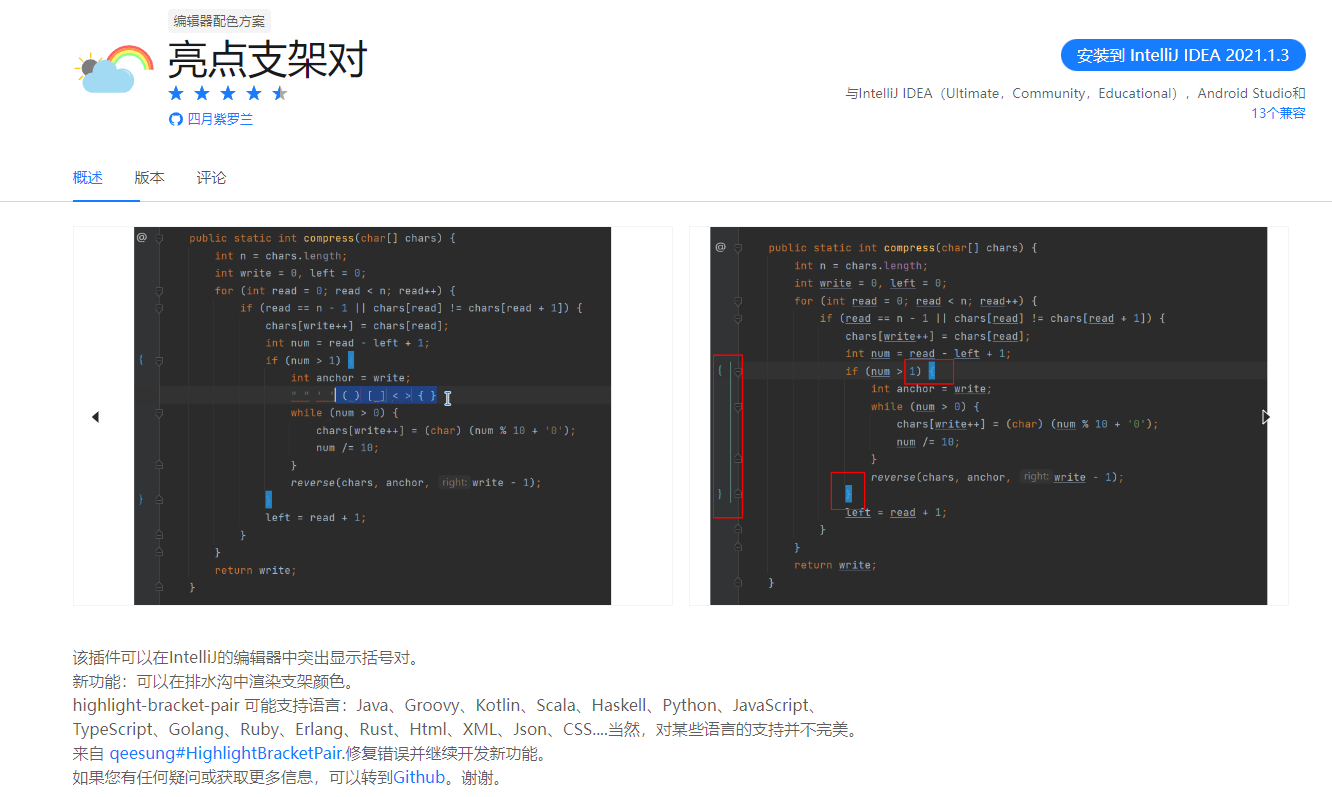 编辑器配色方案
亮点支架对
四月紫罗兰
安装到 IntelliJ IDEA 2021.1.3
与IntelliJ IDEA（Ultimate，Community，Educational），Android Studio和
13个兼容
概述 版本 评论
@ public static int compress(char[] chars) {
int n = chars.length;
int write = 0, left = 0;
for (int read = 0; read < n; read++) {
if (read == n - 1 || chars[read] != chars[read + 1]) {
chars[write++] = chars[read];
int num = read - left + 1;
{ if (num > 1) {
int anchor = write;
" " ' ' ( ) [ ] < > { }
while (num > 0) {
chars[write++] = (char) (num % 10 + '0');
num /= 10;
}
reverse(chars, anchor, right: write - 1);
} }
left = read + 1;
}
}
return write;
}
@ public static int compress(char[] chars) {
int n = chars.length;
int write = 0, left = 0;
for (int read = 0; read < n; read++) {
if (read == n - 1 || chars[read] != chars[read + 1]) {
chars[write++] = chars[read];
int num = read - left + 1;
{ if (num > 1) {
int anchor = write;
while (num > 0) {
chars[write++] = (char) (num % 10 + '0');
num /= 10;
}
reverse(chars, anchor, right: write - 1);
} }
left = read + 1;
}
}
return write;
}
该插件可以在IntelliJ的编辑器中突出显示括号对。
新功能：可以在排水沟中渲染支架颜色。
highlight-bracket-pair 可能支持语言：Java、Groovy、Kotlin、Scala、Haskell、Python、JavaScript、
TypeScript、Golang、Ruby、Erlang、Rust、Html、XML、Json、CSS....当然，对某些语言的支持并不完美。
来自 qeesung#HighlightBracketPair.修复错误并继续开发新功能。
如果您有任何疑问或获取更多信息，可以转到Github。谢谢。